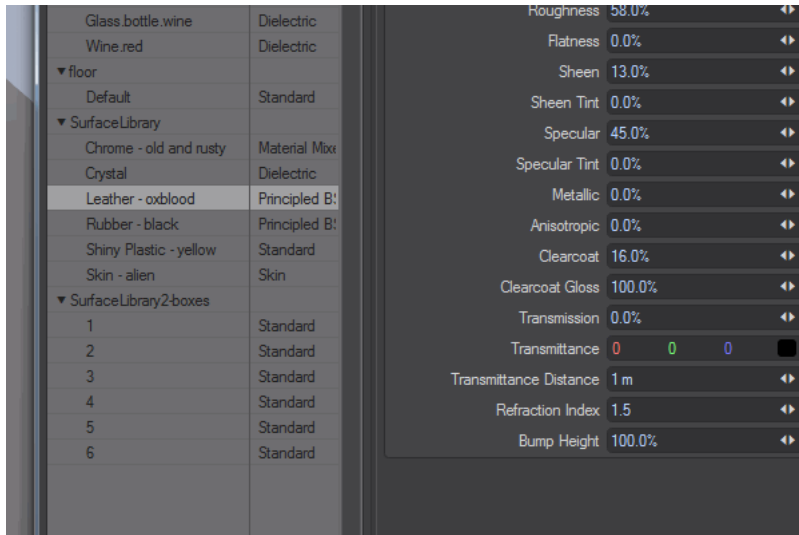 Glass.bottle.wine Dielectric
Wine.red Dielectric
floor
Default Standard
SurfaceLibrary
Chrome - old and rusty Material Mixe
Crystal Dielectric
Leather - oxblood Principled BS
Rubber - black Principled BS
Shiny Plastic - yellow Standard
Skin - alien Skin
SurfaceLibrary2-boxes
1 Standard
2 Standard
3 Standard
4 Standard
5 Standard
6 Standard
Roughness 58.0%
Flatness 0.0%
Sheen 13.0%
Sheen Tint 0.0%
Specular 45.0%
Specular Tint 0.0%
Metallic 0.0%
Anisotropic 0.0%
Clearcoat 16.0%
Clearcoat Gloss 100.0%
Transmission 0.0%
Transmittance 0 0 0
Transmittance Distance 1 m
Refraction Index 1.5
Bump Height 100.0%